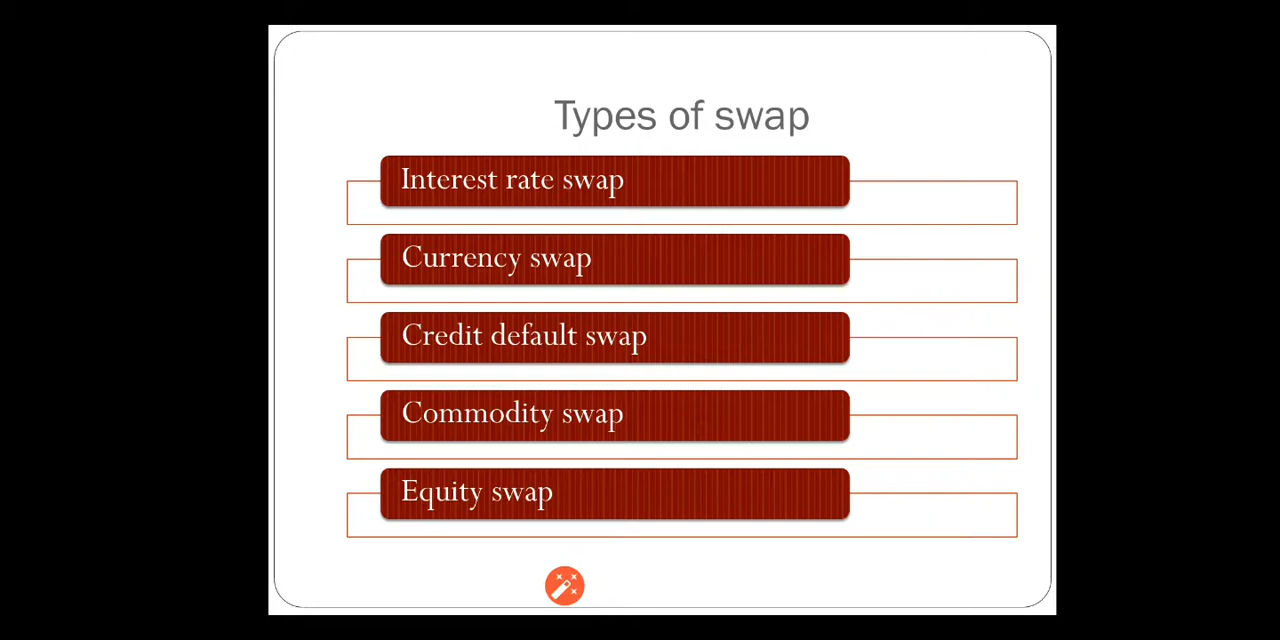 Types of swap
Interest rate swap
Currency swap
Credit default swap
Commodity swap
Equity swap